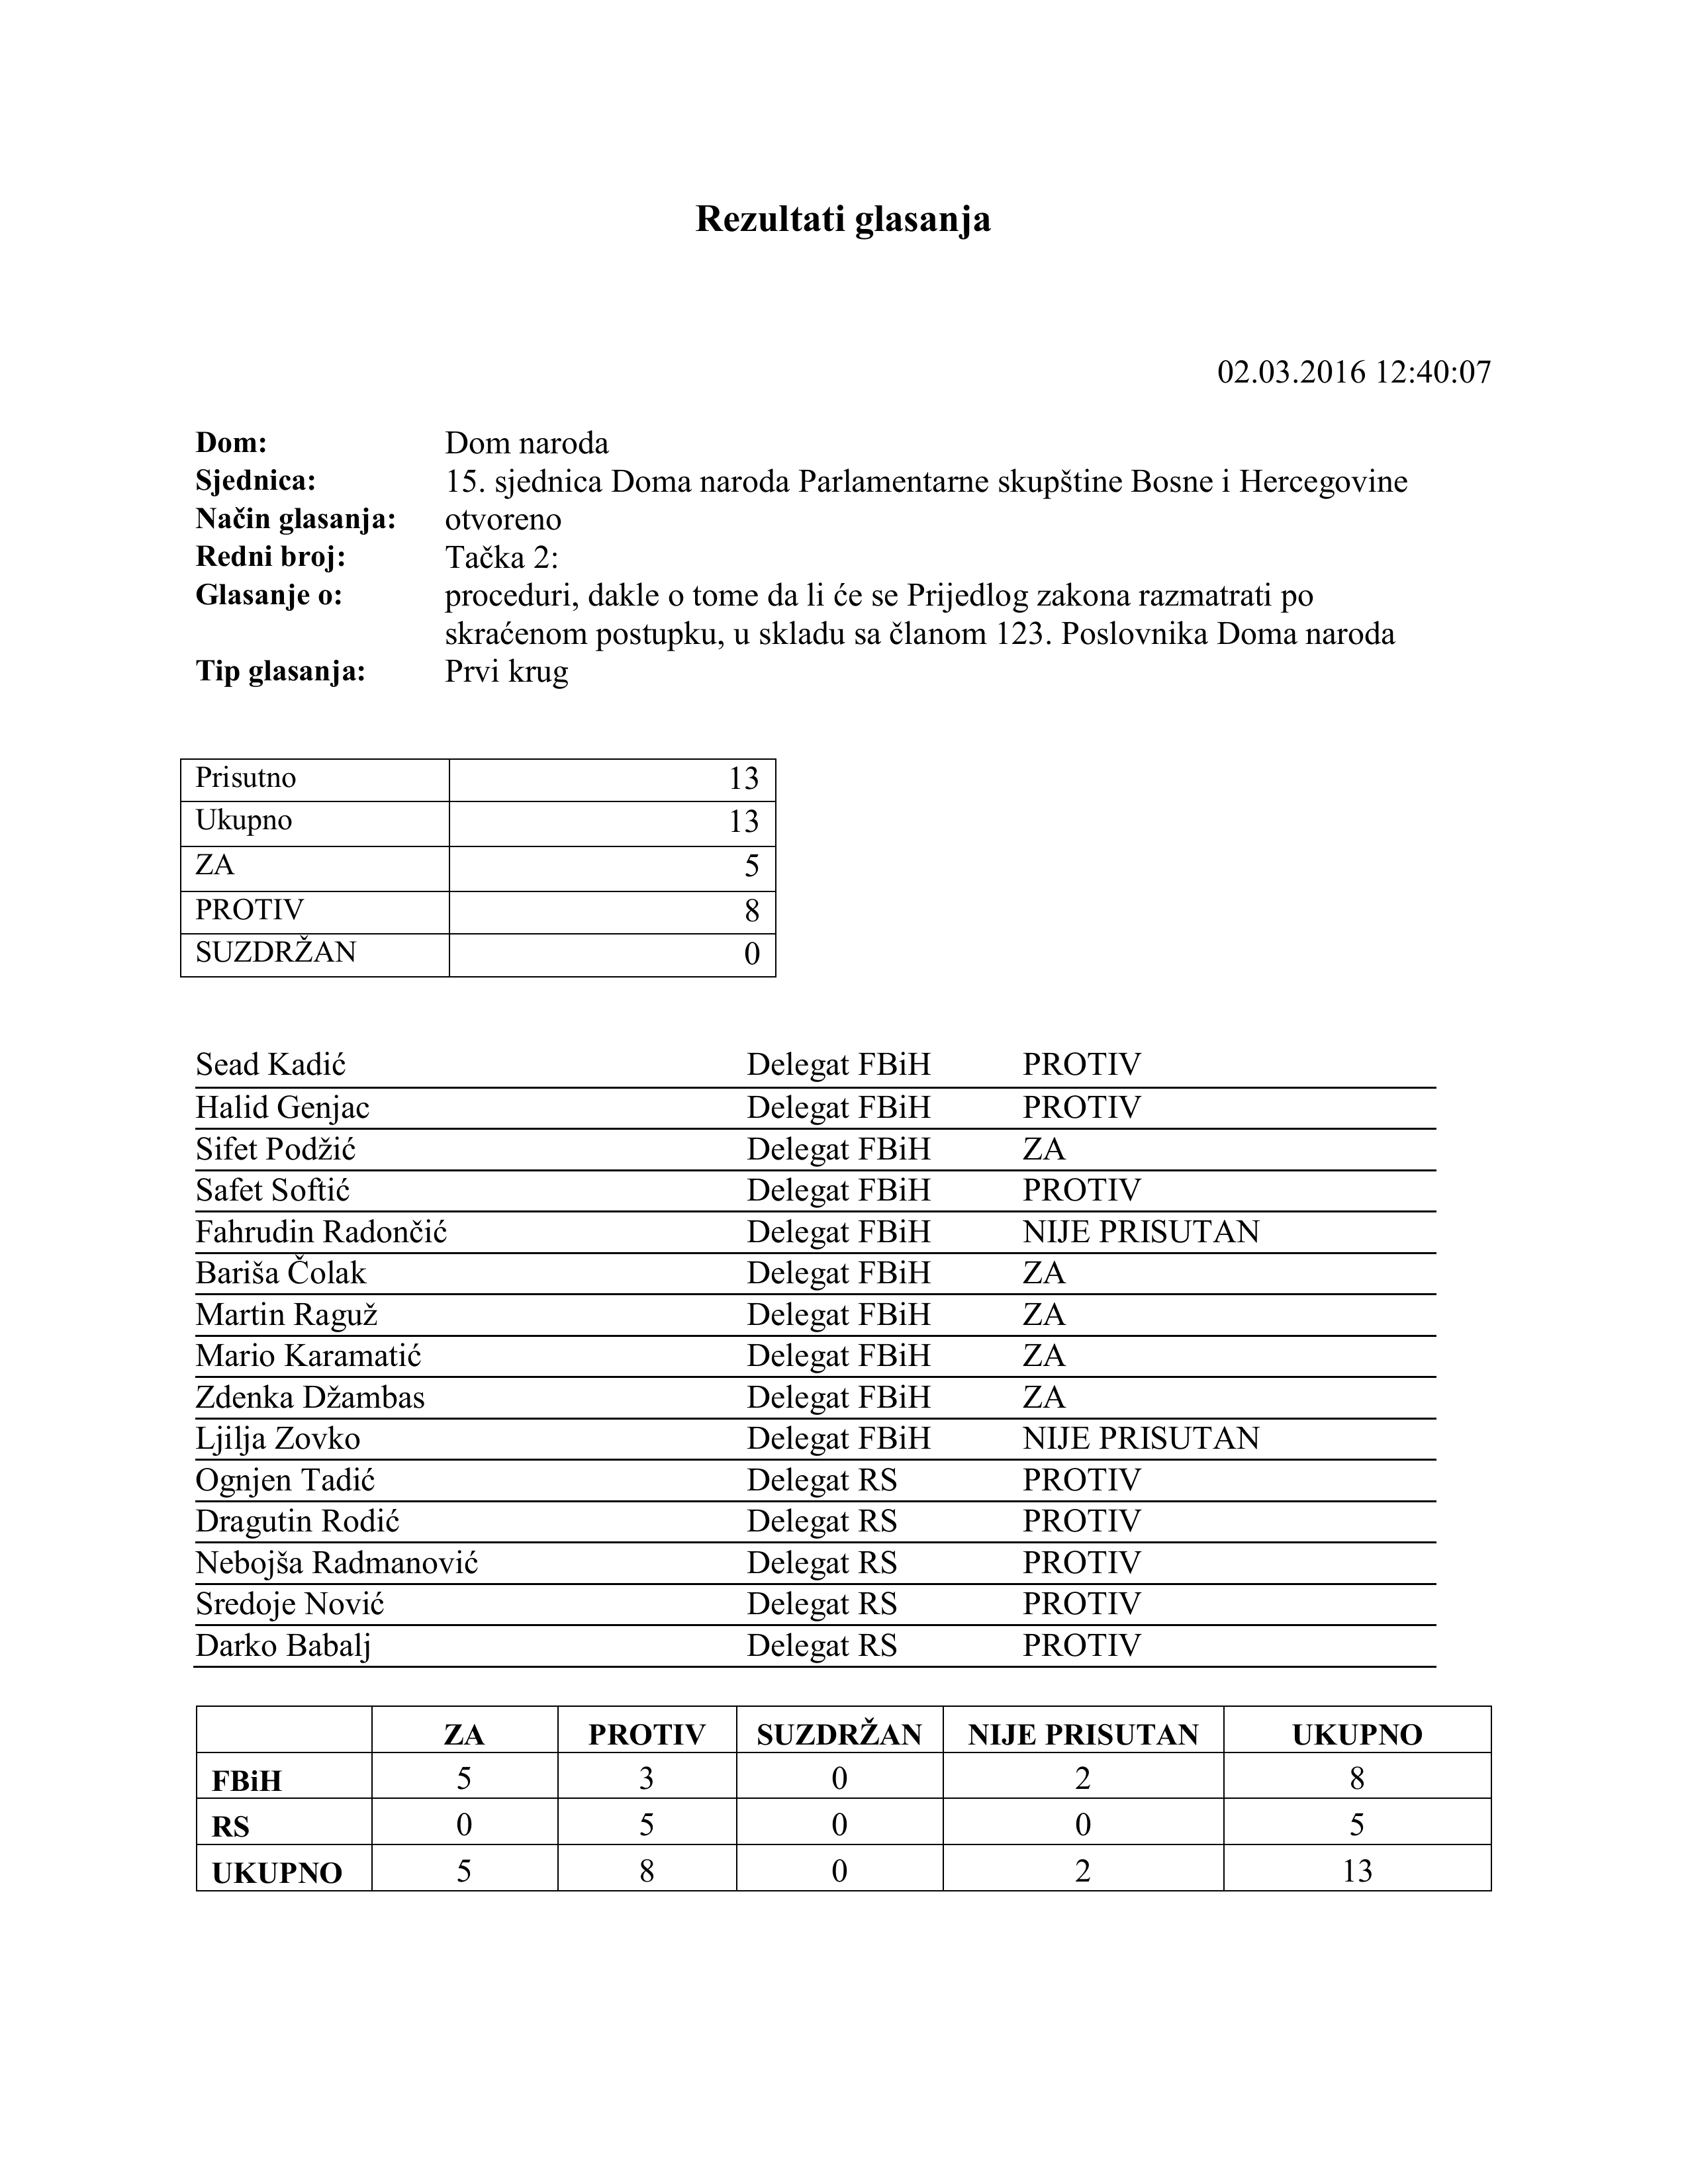 Rezultati glasanja
02.03.2016 12:40:07
Dom: Dom naroda
Sjednica: 15. sjednica Doma naroda Parlamentarne skupštine Bosne i Hercegovine
Način glasanja: otvoreno
Redni broj: Tačka 2:
Glasanje o: proceduri, dakle o tome da li će se Prijedlog zakona razmatrati po
skraćenom postupku, u skladu sa članom 123. Poslovnika Doma naroda
Tip glasanja: Prvi krug
Prisutno 13
Ukupno 13
ZA 5
PROTIV 8
SUZDRŽAN 0
Sead Kadić Delegat FBiH PROTIV
Halid Genjac Delegat FBiH PROTIV
Sifet Podžić Delegat FBiH ZA
Safet Softić Delegat FBiH PROTIV
Fahrudin Radončić Delegat FBiH NIJE PRISUTAN
Bariša Čolak Delegat FBiH ZA
Martin Raguž Delegat FBiH ZA
Mario Karamatić Delegat FBiH ZA
Zdenka Džambas Delegat FBiH ZA
Ljilja Zovko Delegat FBiH NIJE PRISUTAN
Ognjen Tadić Delegat RS PROTIV
Dragutin Rodić Delegat RS PROTIV
Nebojša Radmanović Delegat RS PROTIV
Sredoje Nović Delegat RS PROTIV
Darko Babalj Delegat RS PROTIV
ZA PROTIV SUZDRŽAN NIJE PRISUTAN UKUPNO
FBiH 5 3 0 2 8
RS 0 5 0 0 5
UKUPNO 5 8 0 2 13